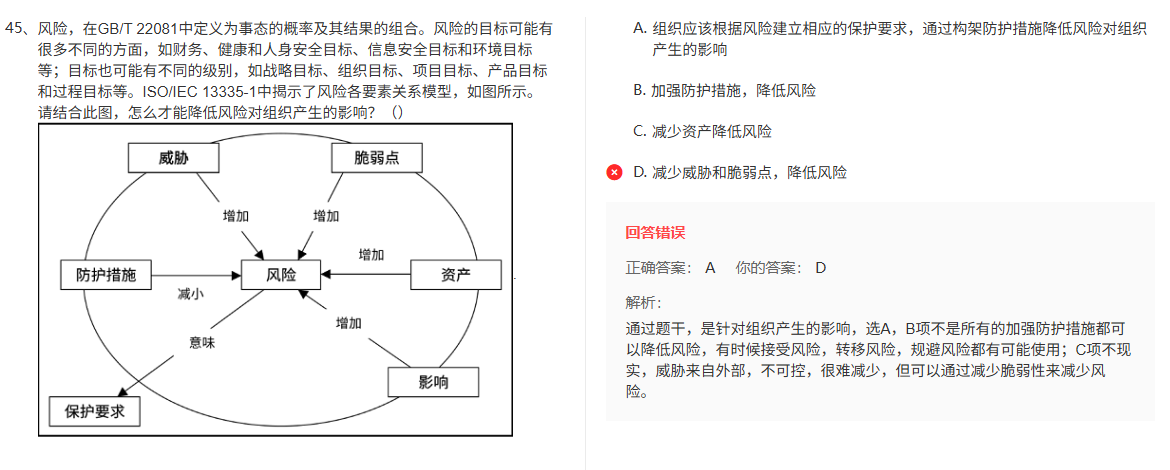 45、风险，在GB/T 22081中定义为事态的概率及其结果的组合。风险的目标可能有
很多不同的方面，如财务、健康和人身安全目标、信息安全目标和环境目标
等；目标也可能有不同的级别，如战略目标、组织目标、项目目标、产品目标
和过程目标等。ISO/IEC 13335-1中揭示了风险各要素关系模型，如图所示。
请结合此图，怎么才能降低风险对组织产生的影响？（）
威胁
脆弱点
增加
增加
防护措施
减小
风险
增加
资产
增加
意味
影响
保护要求
A. 组织应该根据风险建立相应的保护要求，通过构架防护措施降低风险对组织
产生的影响
B. 加强防护措施，降低风险
C. 减少资产降低风险
D. 减少威胁和脆弱点，降低风险
回答错误
正确答案： A 你的答案： D
解析：
通过题干，是针对组织产生的影响，选A，B项不是所有的加强防护措施都可
以降低风险，有时候接受风险，转移风险，规避风险都有可能使用；C项不现
实，威胁来自外部，不可控，很难减少，但可以通过减少脆弱性来减少风
险。